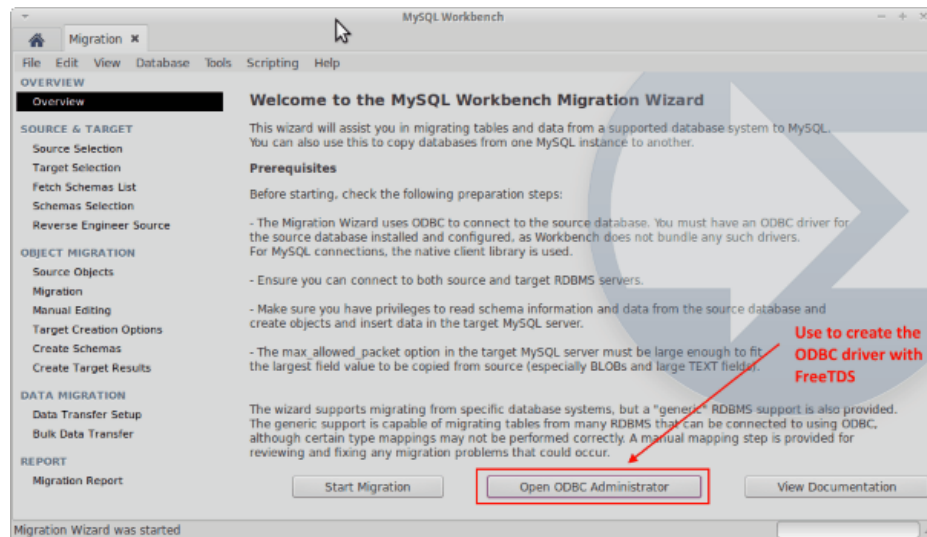 MySQL Workbench
Migration
File Edit View Database Tools Scripting Help
OVERVIEW
Overview
SOURCE & TARGET
Source Selection
Target Selection
Fetch Schemas List
Schemas Selection
Reverse Engineer Source
OBJECT MIGRATION
Source Objects
Migration
Manual Editing
Target Creation Options
Create Schemas
Create Target Results
DATA MIGRATION
Data Transfer Setup
Bulk Data Transfer
REPORT
Migration Report
Welcome to the MySQL Workbench Migration Wizard
This wizard will assist you in migrating tables and data from a supported database system to MySQL.
You can also use this to copy databases from one MySQL instance to another.
Prerequisites
Before starting, check the following preparation steps:
- The Migration Wizard uses ODBC to connect to the source database. You must have an ODBC driver for
the source database installed and configured, as Workbench does not bundle any such drivers.
For MySQL connections, the native client library is used.
- Ensure you can connect to both source and target RDBMS servers.
- Make sure you have privileges to read schema information and data from the source database and
create objects and insert data in the target MySQL server.
- The max_allowed_packet option in the target MySQL server must be large enough to fit
the largest field value to be copied from source (especially BLOBs and large TEXT fields).
Use to create the
ODBC driver with
FreeTDS
The wizard supports migrating from specific database systems, but a "generic" RDBMS support is also provided.
The generic support is capable of migrating tables from many RDBMS that can be connected to using ODBC,
although certain type mappings may not be performed correctly. A manual mapping step is provided for
reviewing and fixing any migration problems that could occur.
Start Migration
Open ODBC Administrator
View Documentation
Migration Wizard was started